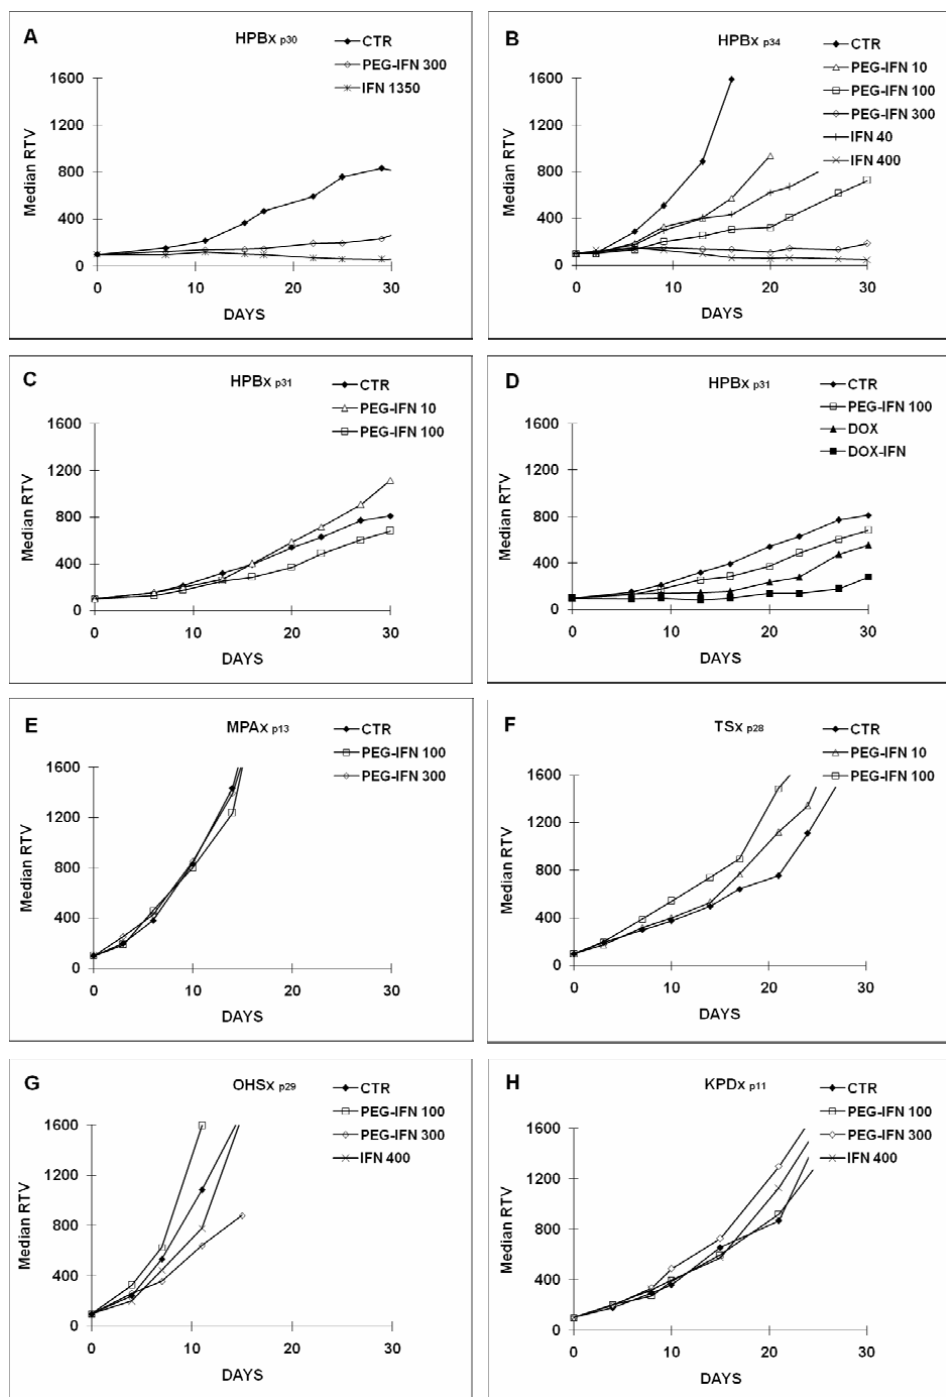 A
HPBx p30
CTR
PEG-IFN 300
IFN 1350
Median RTV
1600
1200
800
400
0
0 10 20 30
DAYS
B
HPBx p34
CTR
PEG-IFN 10
PEG-IFN 100
PEG-IFN 300
IFN 40
IFN 400
Median RTV
1600
1200
800
400
0
0 10 20 30
DAYS
C
HPBx p31
CTR
PEG-IFN 10
PEG-IFN 100
Median RTV
1600
1200
800
400
0
0 10 20 30
DAYS
D
HPBx p31
CTR
PEG-IFN 100
DOX
DOX-IFN
Median RTV
1600
1200
800
400
0
0 10 20 30
DAYS
E
MPAx p13
CTR
PEG-IFN 100
PEG-IFN 300
Median RTV
1600
1200
800
400
0
0 10 20 30
DAYS
F
TSx p28
CTR
PEG-IFN 10
PEG-IFN 100
Median RTV
1600
1200
800
400
0
0 10 20 30
DAYS
G
OHSx p29
CTR
PEG-IFN 100
PEG-IFN 300
IFN 400
Median RTV
1600
1200
800
400
0
0 10 20 30
DAYS
H
KPDx p11
CTR
PEG-IFN 100
PEG-IFN 300
IFN 400
Median RTV
1600
1200
800
400
0
0 10 20 30
DAYS